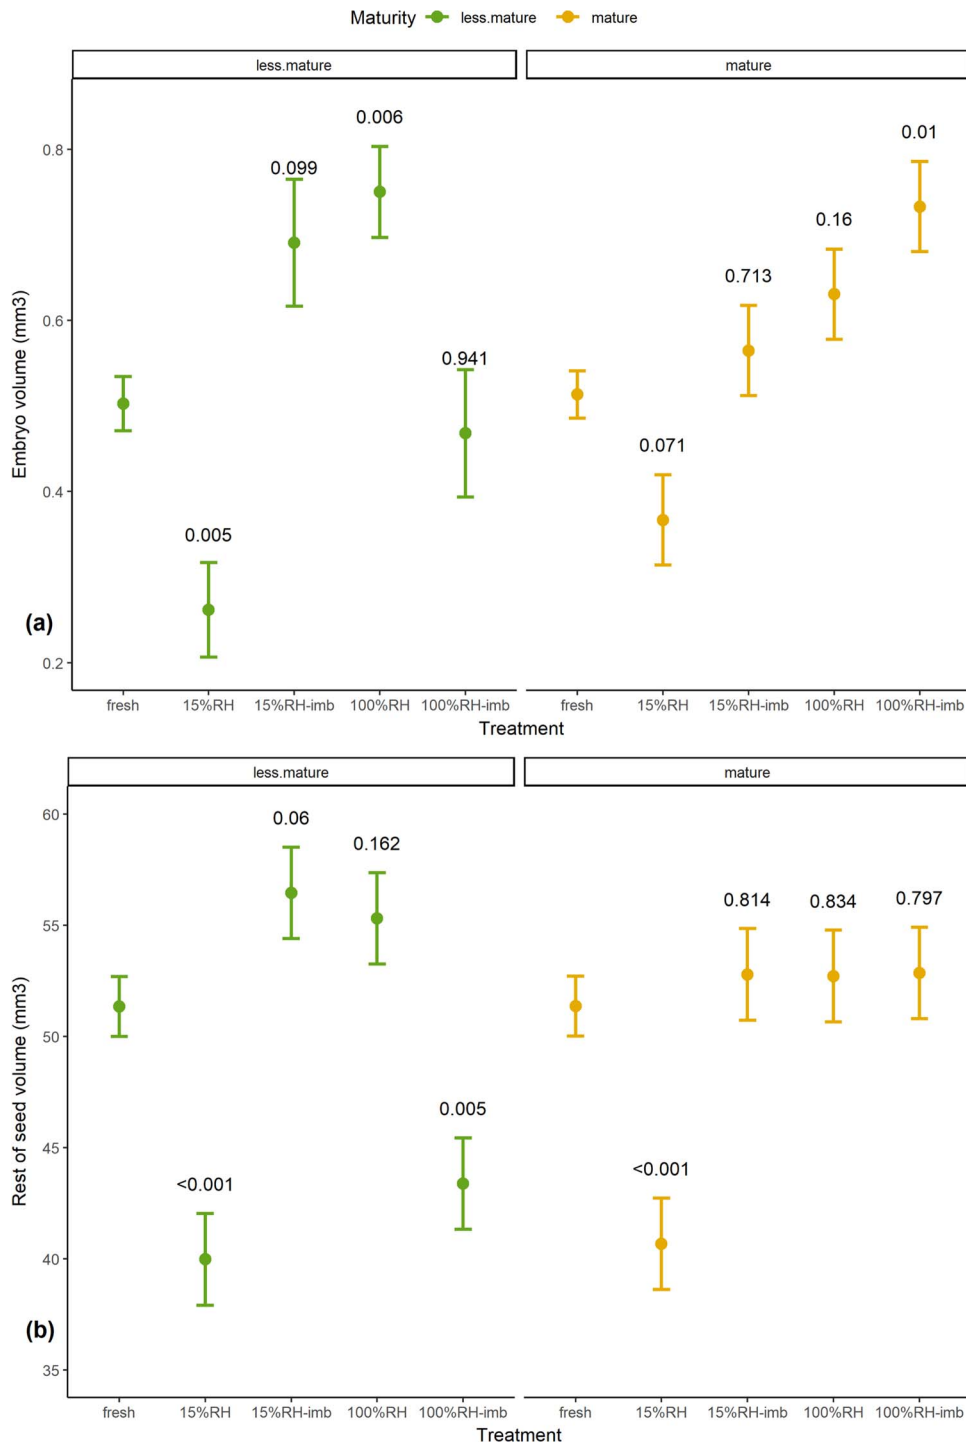 Maturity less.mature mature
less.mature mature
0.006
0.01
0.8
0.099
0.16
0.713
0.6
0.941
0.071
0.4
0.005
0.2
Embryo volume (mm3)
(a)
fresh 15%RH 15%RH-imb 100%RH 100%RH-imb fresh 15%RH 15%RH-imb 100%RH 100%RH-imb
Treatment
less.mature mature
60
0.06
0.162
0.814 0.834 0.797
55
50
0.005
45
<0.001
<0.001
40
35
Rest of seed volume (mm3)
(b)
fresh 15%RH 15%RH-imb 100%RH 100%RH-imb fresh 15%RH 15%RH-imb 100%RH 100%RH-imb
Treatment